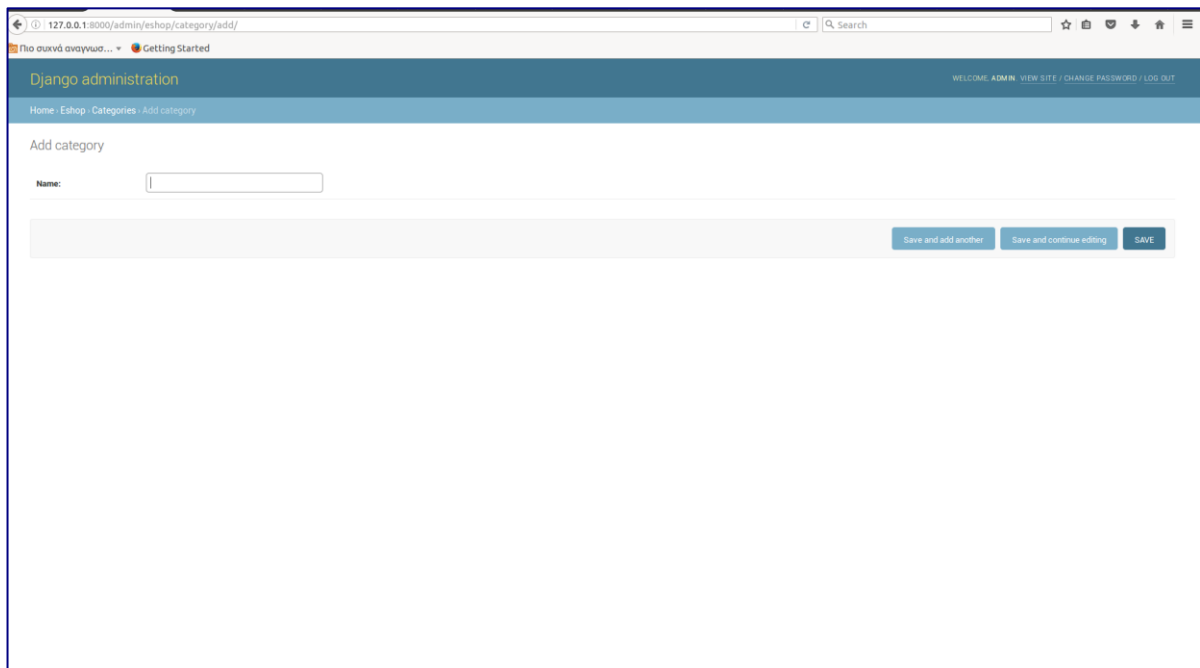 127.0.0.1:8000/admin/eshop/category/add/ Search
Πιο συχνά αναγνωσ... Getting Started
Django administration WELCOME, ADMIN. VIEW SITE / CHANGE PASSWORD / LOG OUT
Home › Eshop › Categories › Add category
Add category
Name:
Save and add another Save and continue editing SAVE